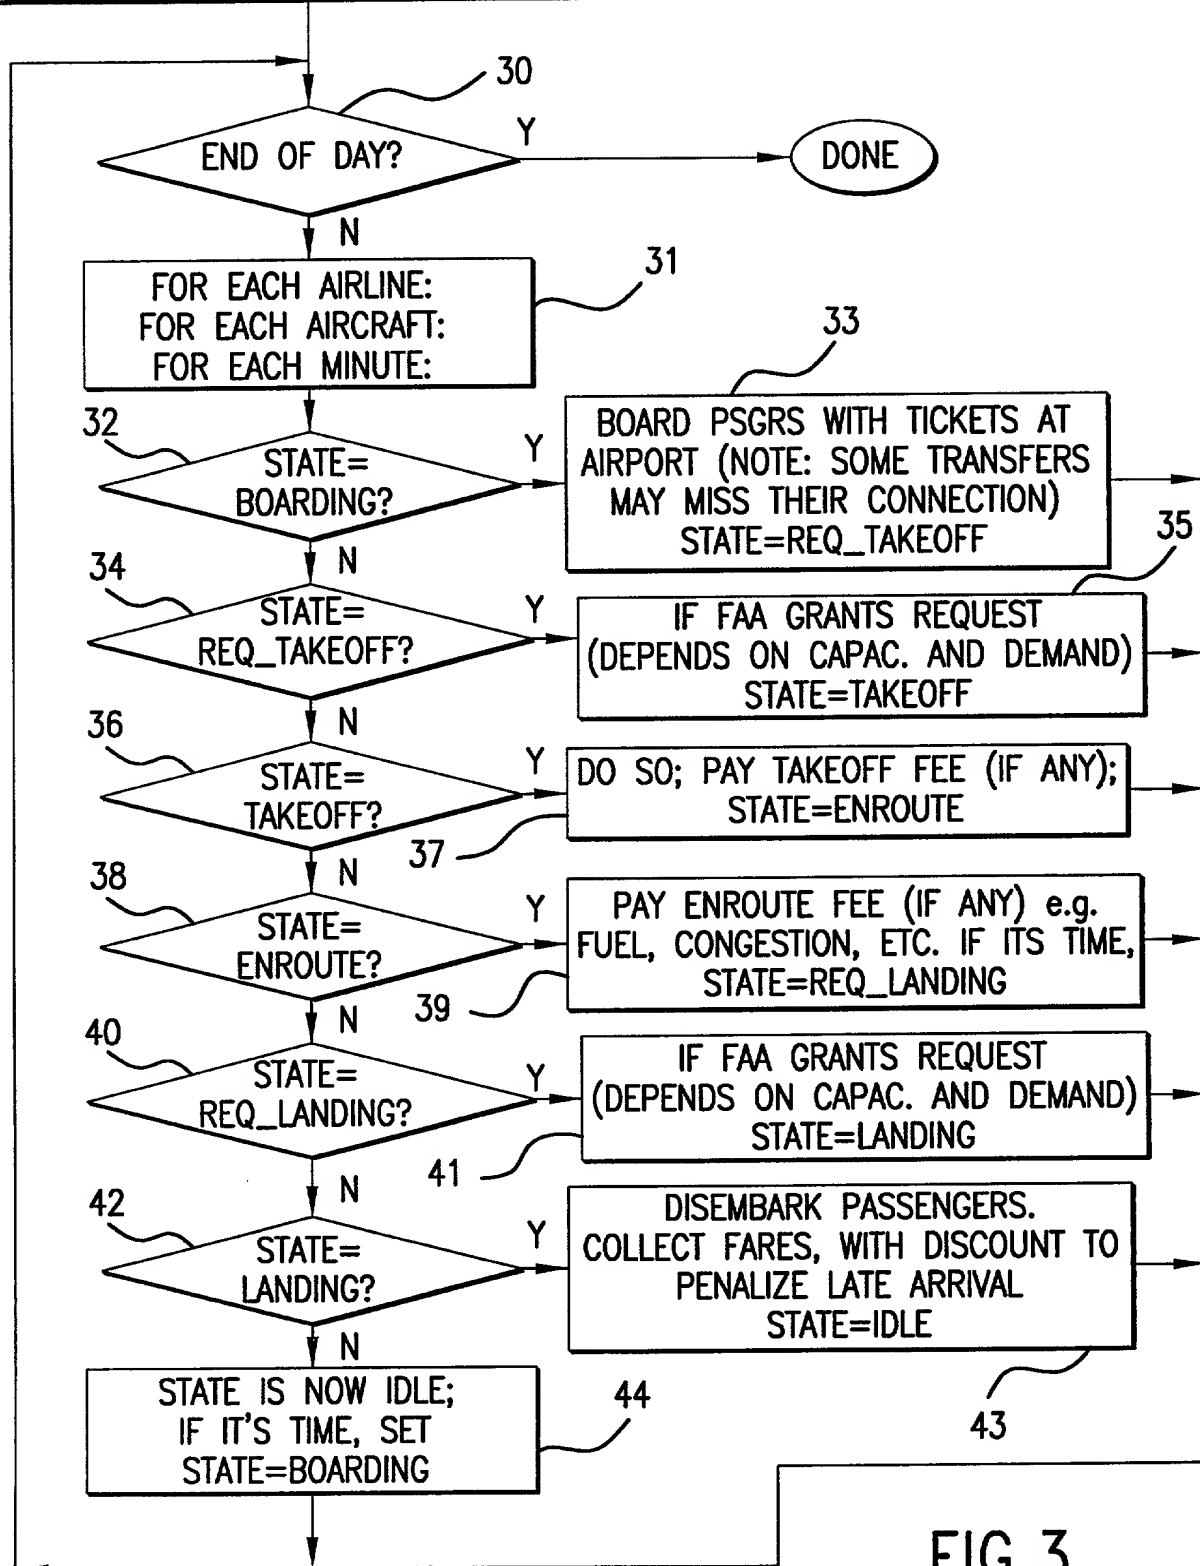 30
END OF DAY?
Y
DONE
N
31
FOR EACH AIRLINE:
FOR EACH AIRCRAFT:
FOR EACH MINUTE:
32
STATE=
BOARDING?
Y
33
BOARD PSGRS WITH TICKETS AT
AIRPORT (NOTE: SOME TRANSFERS
MAY MISS THEIR CONNECTION)
STATE=REQ_TAKEOFF
N
34
STATE=
REQ_TAKEOFF?
Y
35
IF FAA GRANTS REQUEST
(DEPENDS ON CAPAC. AND DEMAND)
STATE=TAKEOFF
N
36
STATE=
TAKEOFF?
Y
DO SO; PAY TAKEOFF FEE (IF ANY);
STATE=ENROUTE
37
N
38
STATE=
ENROUTE?
Y
PAY ENROUTE FEE (IF ANY) e.g.
FUEL, CONGESTION, ETC. IF ITS TIME,
STATE=REQ_LANDING
39
N
40
STATE=
REQ_LANDING?
Y
IF FAA GRANTS REQUEST
(DEPENDS ON CAPAC. AND DEMAND)
STATE=LANDING
41
N
42
STATE=
LANDING?
Y
DISEMBARK PASSENGERS.
COLLECT FARES, WITH DISCOUNT TO
PENALIZE LATE ARRIVAL
STATE=IDLE
43
N
STATE IS NOW IDLE;
IF IT'S TIME, SET
STATE=BOARDING
44
FIG.3